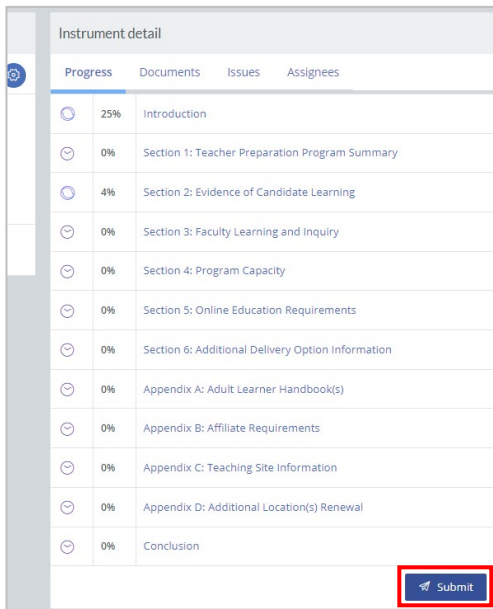 Instrument detail
Progress Documents Issues Assignees
25% Introduction
0% Section 1: Teacher Preparation Program Summary
4% Section 2: Evidence of Candidate Learning
0% Section 3: Faculty Learning and Inquiry
0% Section 4: Program Capacity
0% Section 5: Online Education Requirements
0% Section 6: Additional Delivery Option Information
0% Appendix A: Adult Learner Handbook(s)
0% Appendix B: Affiliate Requirements
0% Appendix C: Teaching Site Information
0% Appendix D: Additional Location(s) Renewal
0% Conclusion
Submit